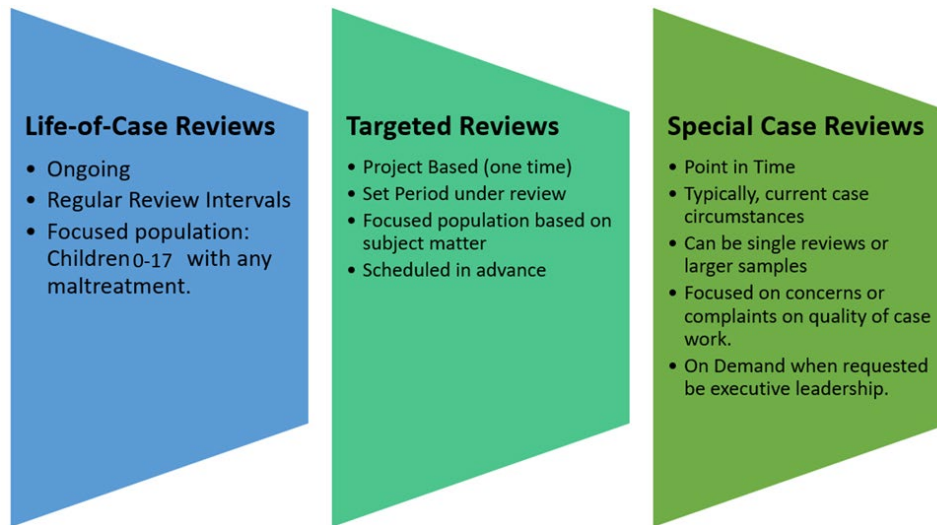 Life-of-Case Reviews
• Ongoing
• Regular Review Intervals
• Focused population:
Children 0-17 with any
maltreatment.
Targeted Reviews
• Project Based (one time)
• Set Period under review
• Focused population based on
subject matter
• Scheduled in advance
Special Case Reviews
• Point in Time
• Typically, current case
circumstances
• Can be single reviews or
larger samples
• Focused on concerns or
complaints on quality of case
work.
• On Demand when requested
be executive leadership.